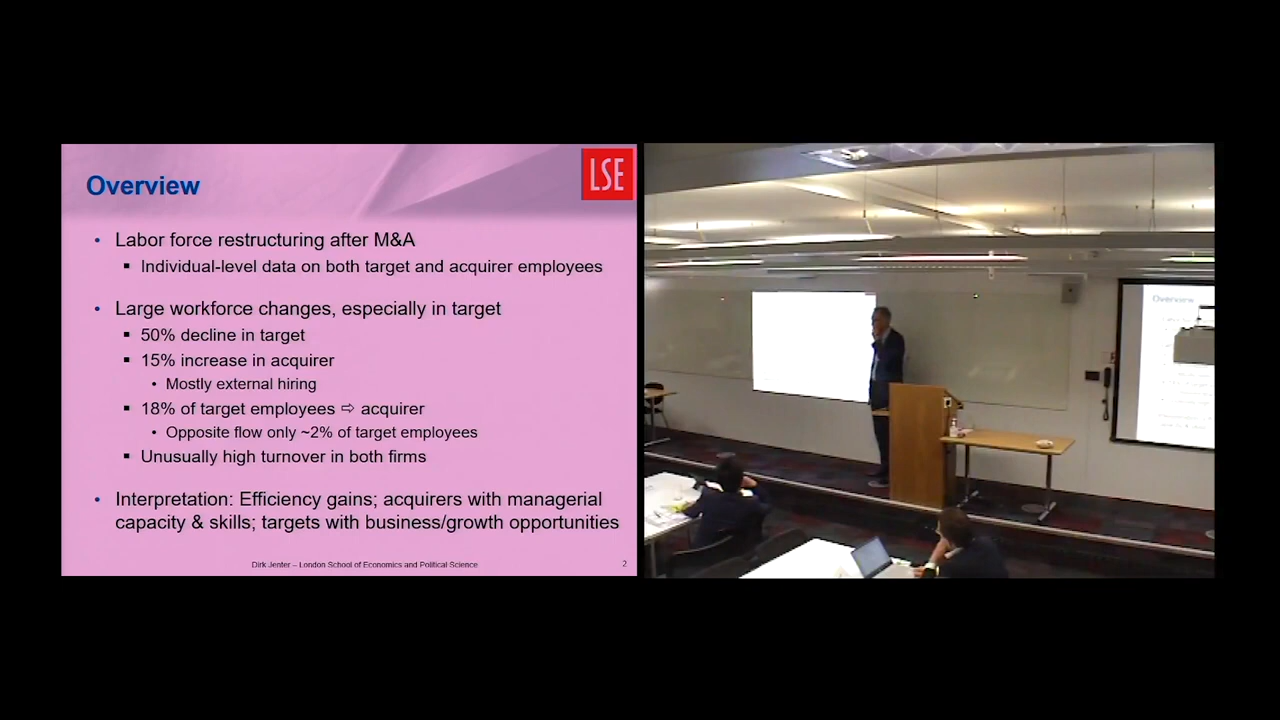 LSE
Overview
• Labor force restructuring after M&A
▪ Individual-level data on both target and acquirer employees
• Large workforce changes, especially in target
▪ 50% decline in target
▪ 15% increase in acquirer
• Mostly external hiring
▪ 18% of target employees ⇨ acquirer
• Opposite flow only ~2% of target employees
▪ Unusually high turnover in both firms
• Interpretation: Efficiency gains; acquirers with managerial
capacity & skills; targets with business/growth opportunities
Dirk Jenter – London School of Economics and Political Science
2
Overview